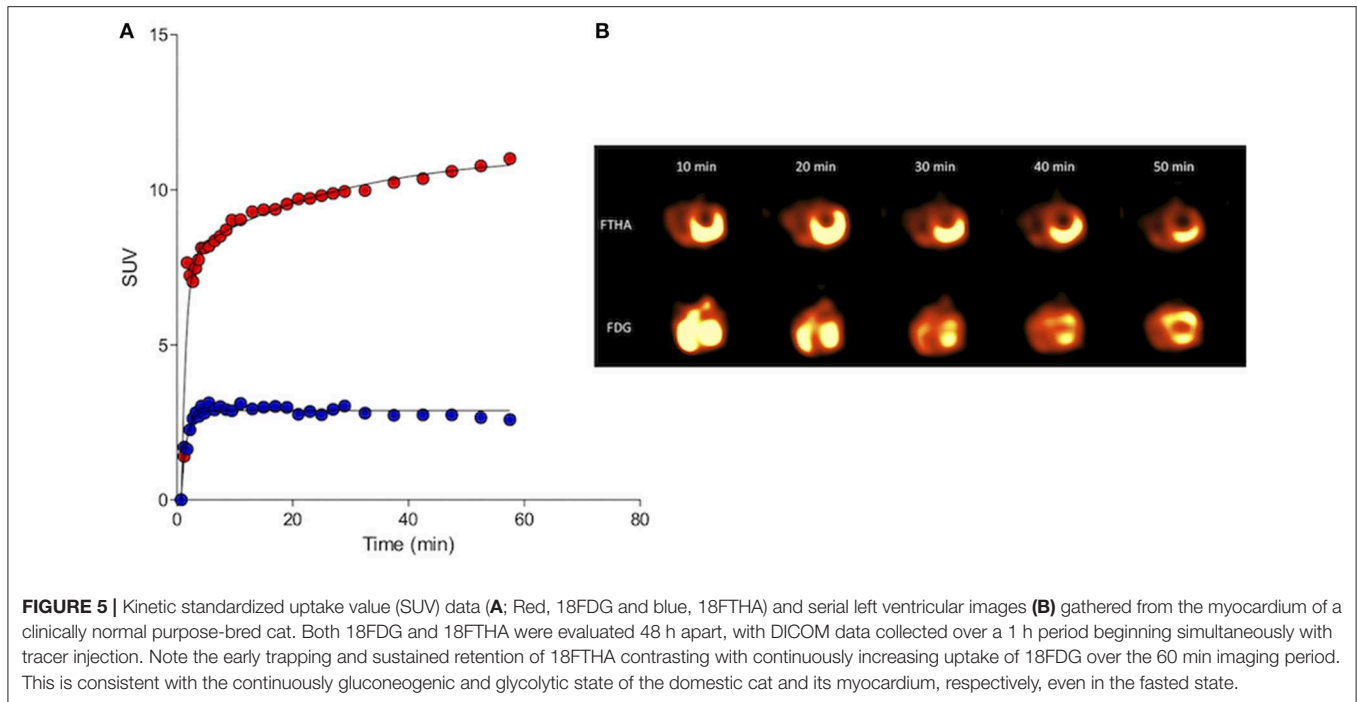 A
B
15
10
5
0
SUV
0 20 40 60 80
Time (min)
10 min 20 min 30 min 40 min 50 min
FTHA
FDG
FIGURE 5 | Kinetic standardized uptake value (SUV) data (A; Red, 18FDG and blue, 18FTHA) and serial left ventricular images (B) gathered from the myocardium of a
clinically normal purpose-bred cat. Both 18FDG and 18FTHA were evaluated 48 h apart, with DICOM data collected over a 1 h period beginning simultaneously with
tracer injection. Note the early trapping and sustained retention of 18FTHA contrasting with continuously increasing uptake of 18FDG over the 60 min imaging period.
This is consistent with the continuously gluconeogenic and glycolytic state of the domestic cat and its myocardium, respectively, even in the fasted state.